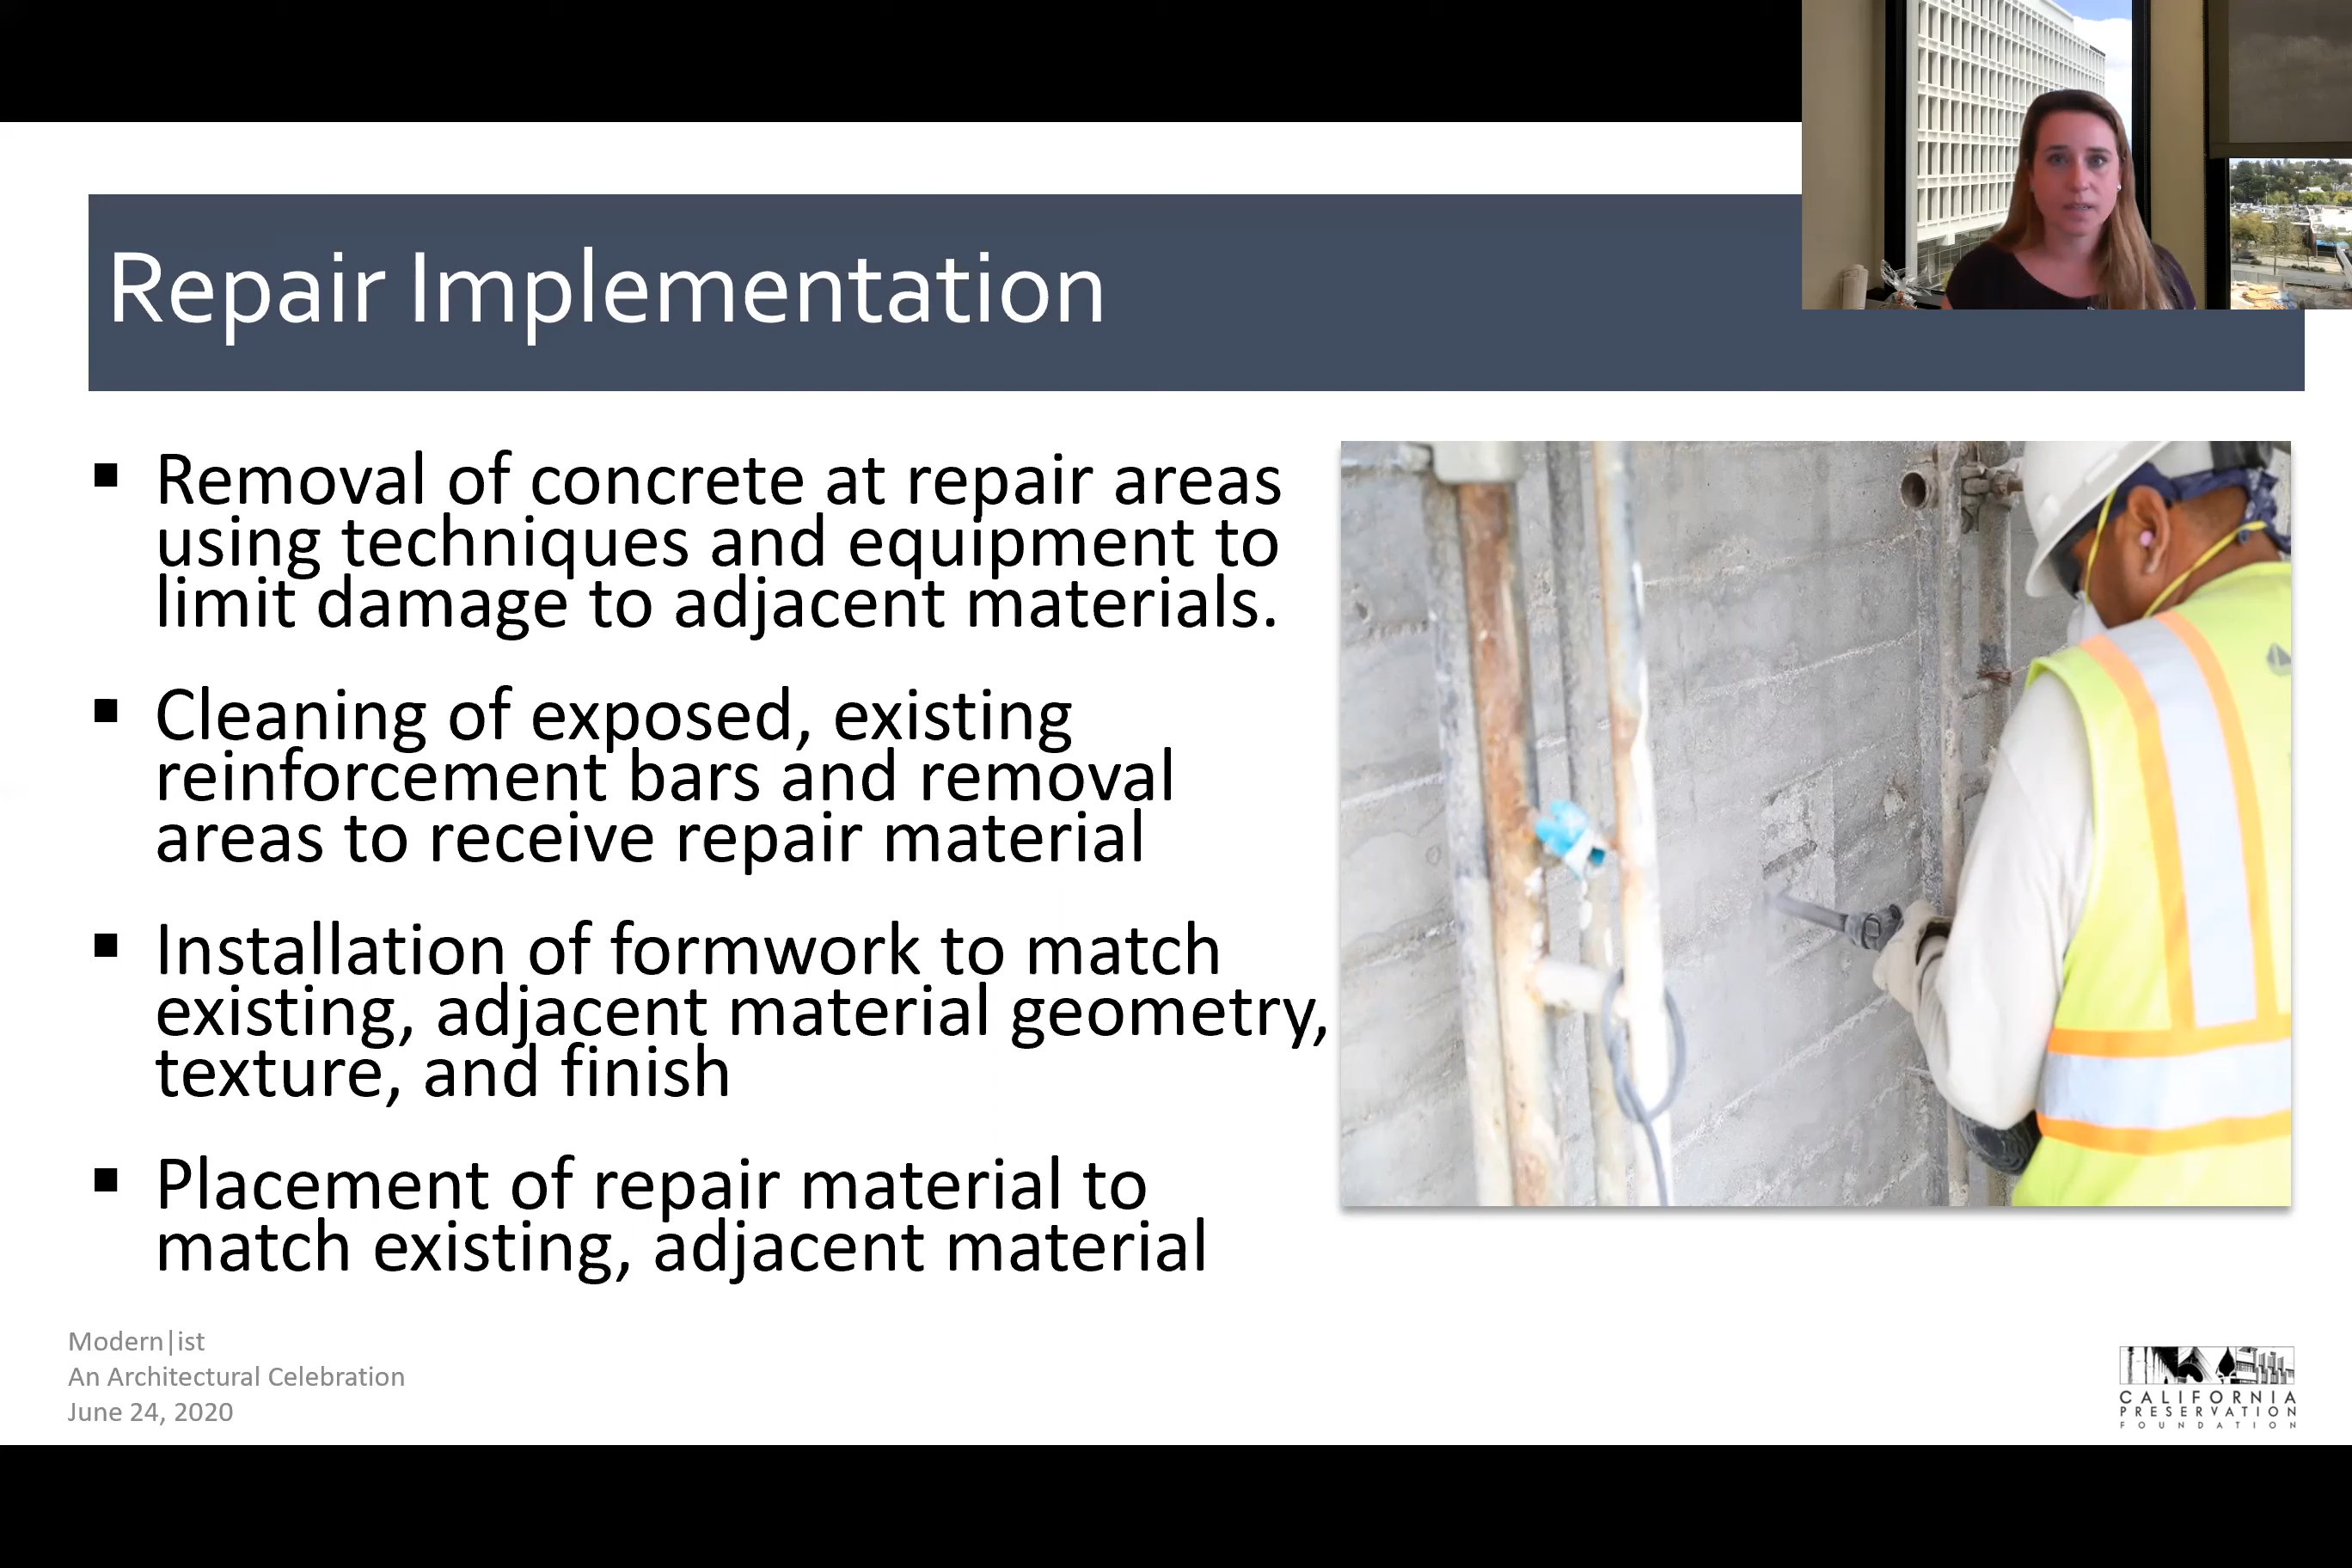 Repair Implementation
▪ Removal of concrete at repair areas
using techniques and equipment to
limit damage to adjacent materials.
▪ Cleaning of exposed, existing
reinforcement bars and removal
areas to receive repair material
▪ Installation of formwork to match
existing, adjacent material geometry,
texture, and finish
▪ Placement of repair material to
match existing, adjacent material
Modern|ist
An Architectural Celebration
June 24, 2020
CALIFORNIA
PRESERVATION
FOUNDATION